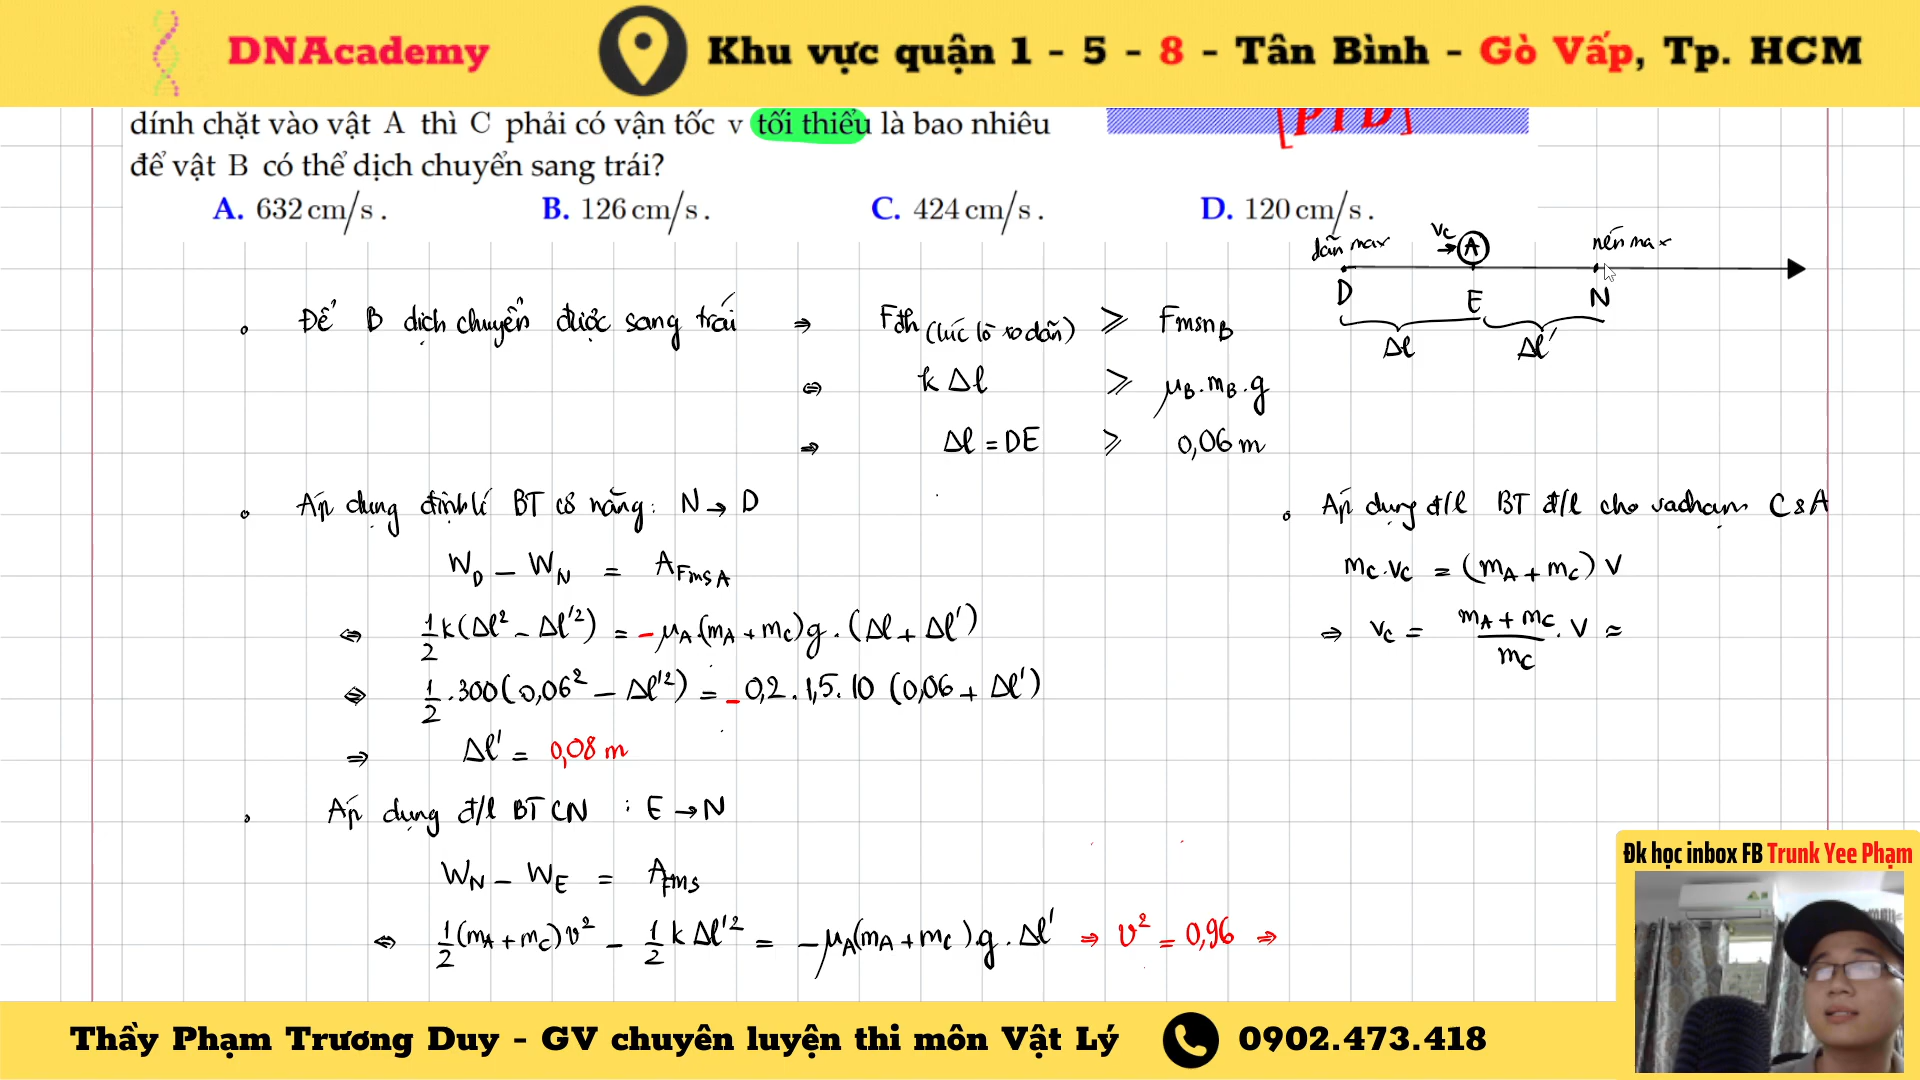 DNAcademy
Khu vực quận 1 - 5 - 8 - Tân Bình - Gò Vấp, Tp. HCM
dính chặt vào vật A thì C phải có vận tốc v tối thiểu là bao nhiêu
để vật B có thể dịch chuyển sang trái?
A. 632 cm/s. B. 126 cm/s. C. 424 cm/s. D. 120 cm/s.
dãn max Vc A nén max
D E N
Δl Δl'
Để B dịch chuyển được sang trái ⇒ Fđh (lúc lò xo dãn) ⩾ FmsnB
⇔ kΔl ⩾ μB.mB.g
⇒ Δl = DE ⩾ 0,06 m
Áp dụng định lí BT cơ năng: N → D
WD - WN = AFmsA
⇔ 1/2 k(Δl² - Δl'²) = -μA(mA + mC)g.(Δl + Δl')
⇔ 1/2 .300(0,06² - Δl'²) = -0,2.1,5.10(0,06 + Δl')
⇒ Δl' = 0,08 m
Áp dụng đ/l BTCN : E → N
WN - WE = AFms
⇔ 1/2(mA + mC)v² - 1/2 kΔl'² = -μA(mA + mC).g.Δl' ⇒ v² = 0,96 ⇒
Áp dụng đ/l BT đ/l cho va chạm C & A
mC.vC = (mA + mC)V
⇒ vC = (mA + mC)/mC . V ≈
Đk học inbox FB Trunk Yee Phạm
Thầy Phạm Trương Duy - GV chuyên luyện thi môn Vật Lý 0902.473.418